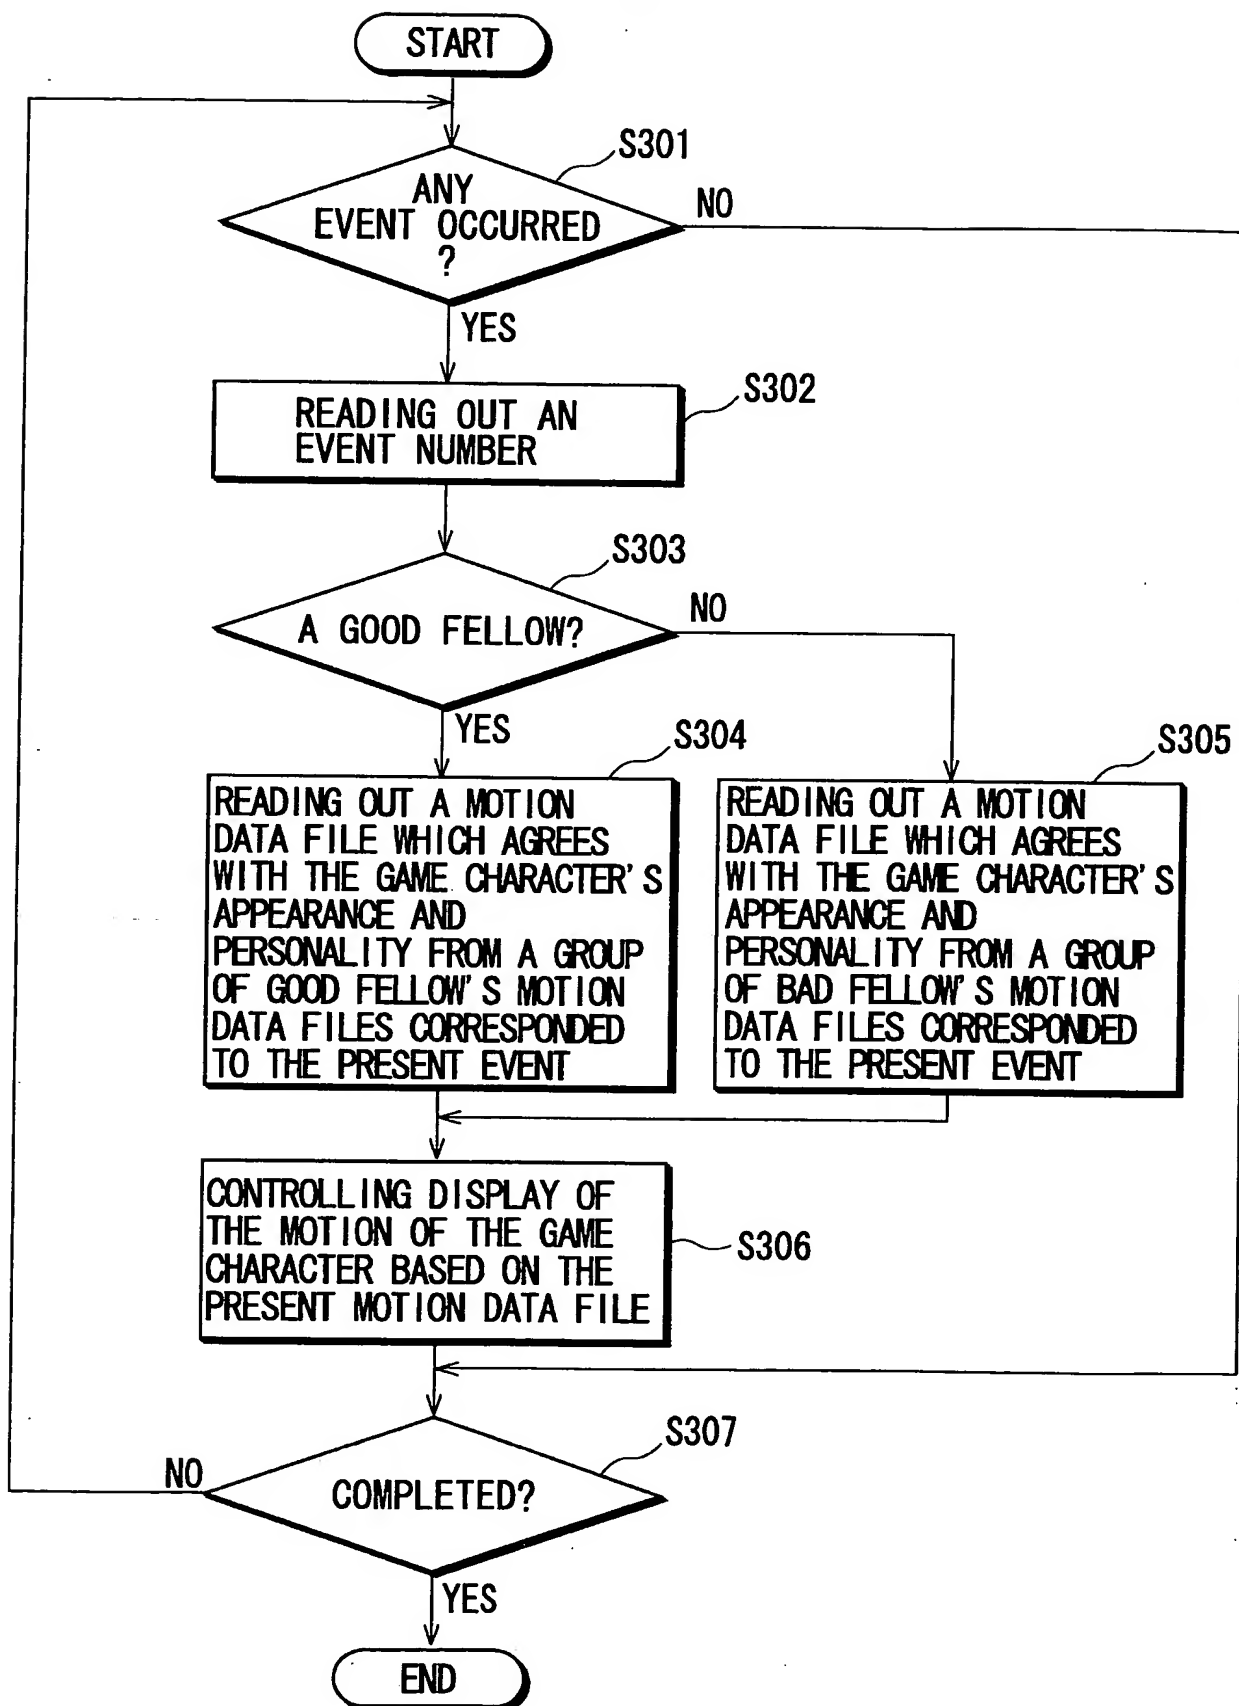 START
S301
ANY
EVENT OCCURRED
?
NO
YES
S302
READING OUT AN
EVENT NUMBER
S303
A GOOD FELLOW?
NO
YES
S304
READING OUT A MOTION
DATA FILE WHICH AGREES
WITH THE GAME CHARACTER'S
APPEARANCE AND
PERSONALITY FROM A GROUP
OF GOOD FELLOW'S MOTION
DATA FILES CORRESPONDED
TO THE PRESENT EVENT
S305
READING OUT A MOTION
DATA FILE WHICH AGREES
WITH THE GAME CHARACTER'S
APPEARANCE AND
PERSONALITY FROM A GROUP
OF BAD FELLOW'S MOTION
DATA FILES CORRESPONDED
TO THE PRESENT EVENT
CONTROLLING DISPLAY OF
THE MOTION OF THE GAME
CHARACTER BASED ON THE
PRESENT MOTION DATA FILE
S306
S307
NO
COMPLETED?
YES
END